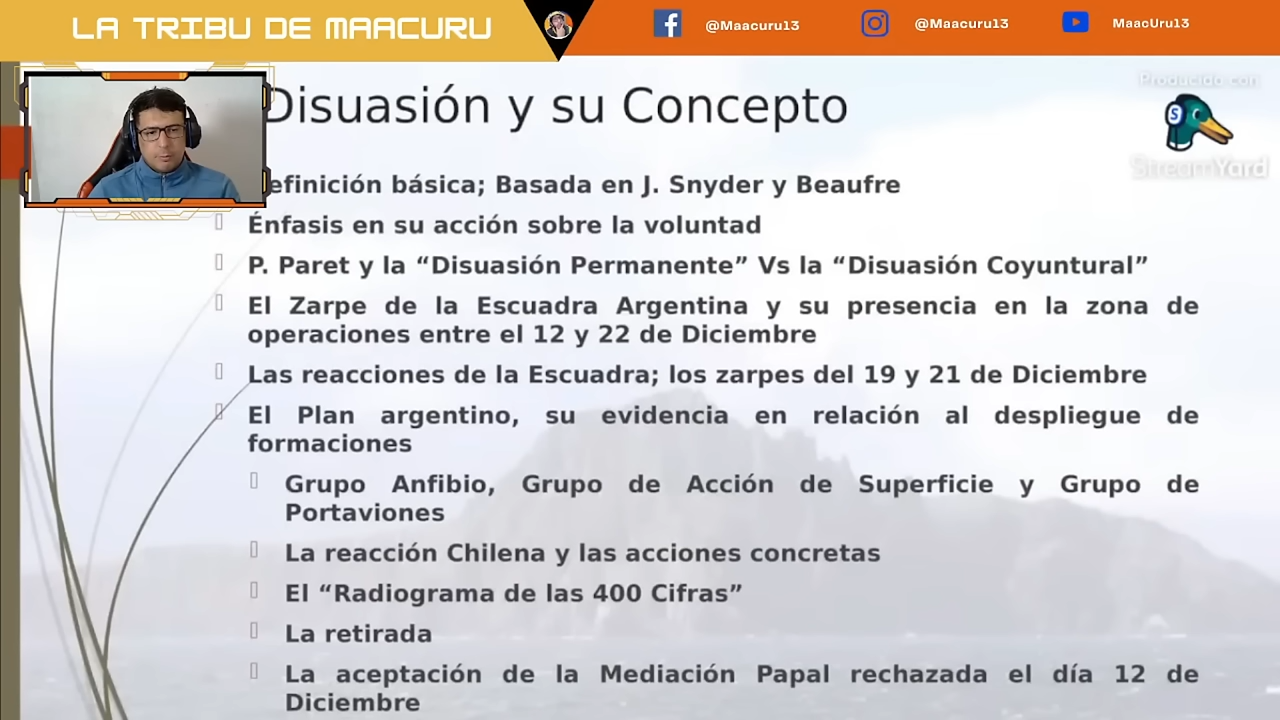 LA TRIBU DE MAACURU
@Maacuru13
@Maacuru13
MaacUru13
Producido con
StreamYard
Disuasión y su Concepto
efinición básica; Basada en J. Snyder y Beaufre
Énfasis en su acción sobre la voluntad
P. Paret y la “Disuasión Permanente” Vs la “Disuasión Coyuntural”
El Zarpe de la Escuadra Argentina y su presencia en la zona de
operaciones entre el 12 y 22 de Diciembre
Las reacciones de la Escuadra; los zarpes del 19 y 21 de Diciembre
El Plan argentino, su evidencia en relación al despliegue de
formaciones
Grupo Anfibio, Grupo de Acción de Superficie y Grupo de
Portaviones
La reacción Chilena y las acciones concretas
El “Radiograma de las 400 Cifras”
La retirada
La aceptación de la Mediación Papal rechazada el día 12 de
Diciembre